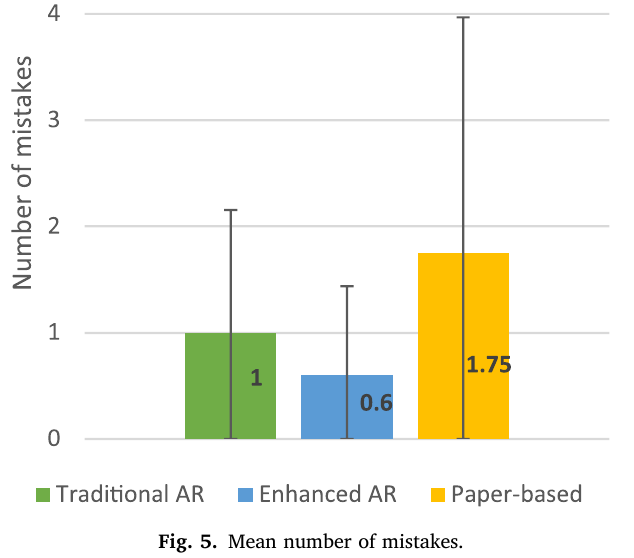 4
3
2
1
0
Number of mistakes
1
0.6
1.75
Traditional AR Enhanced AR Paper-based
Fig. 5. Mean number of mistakes.